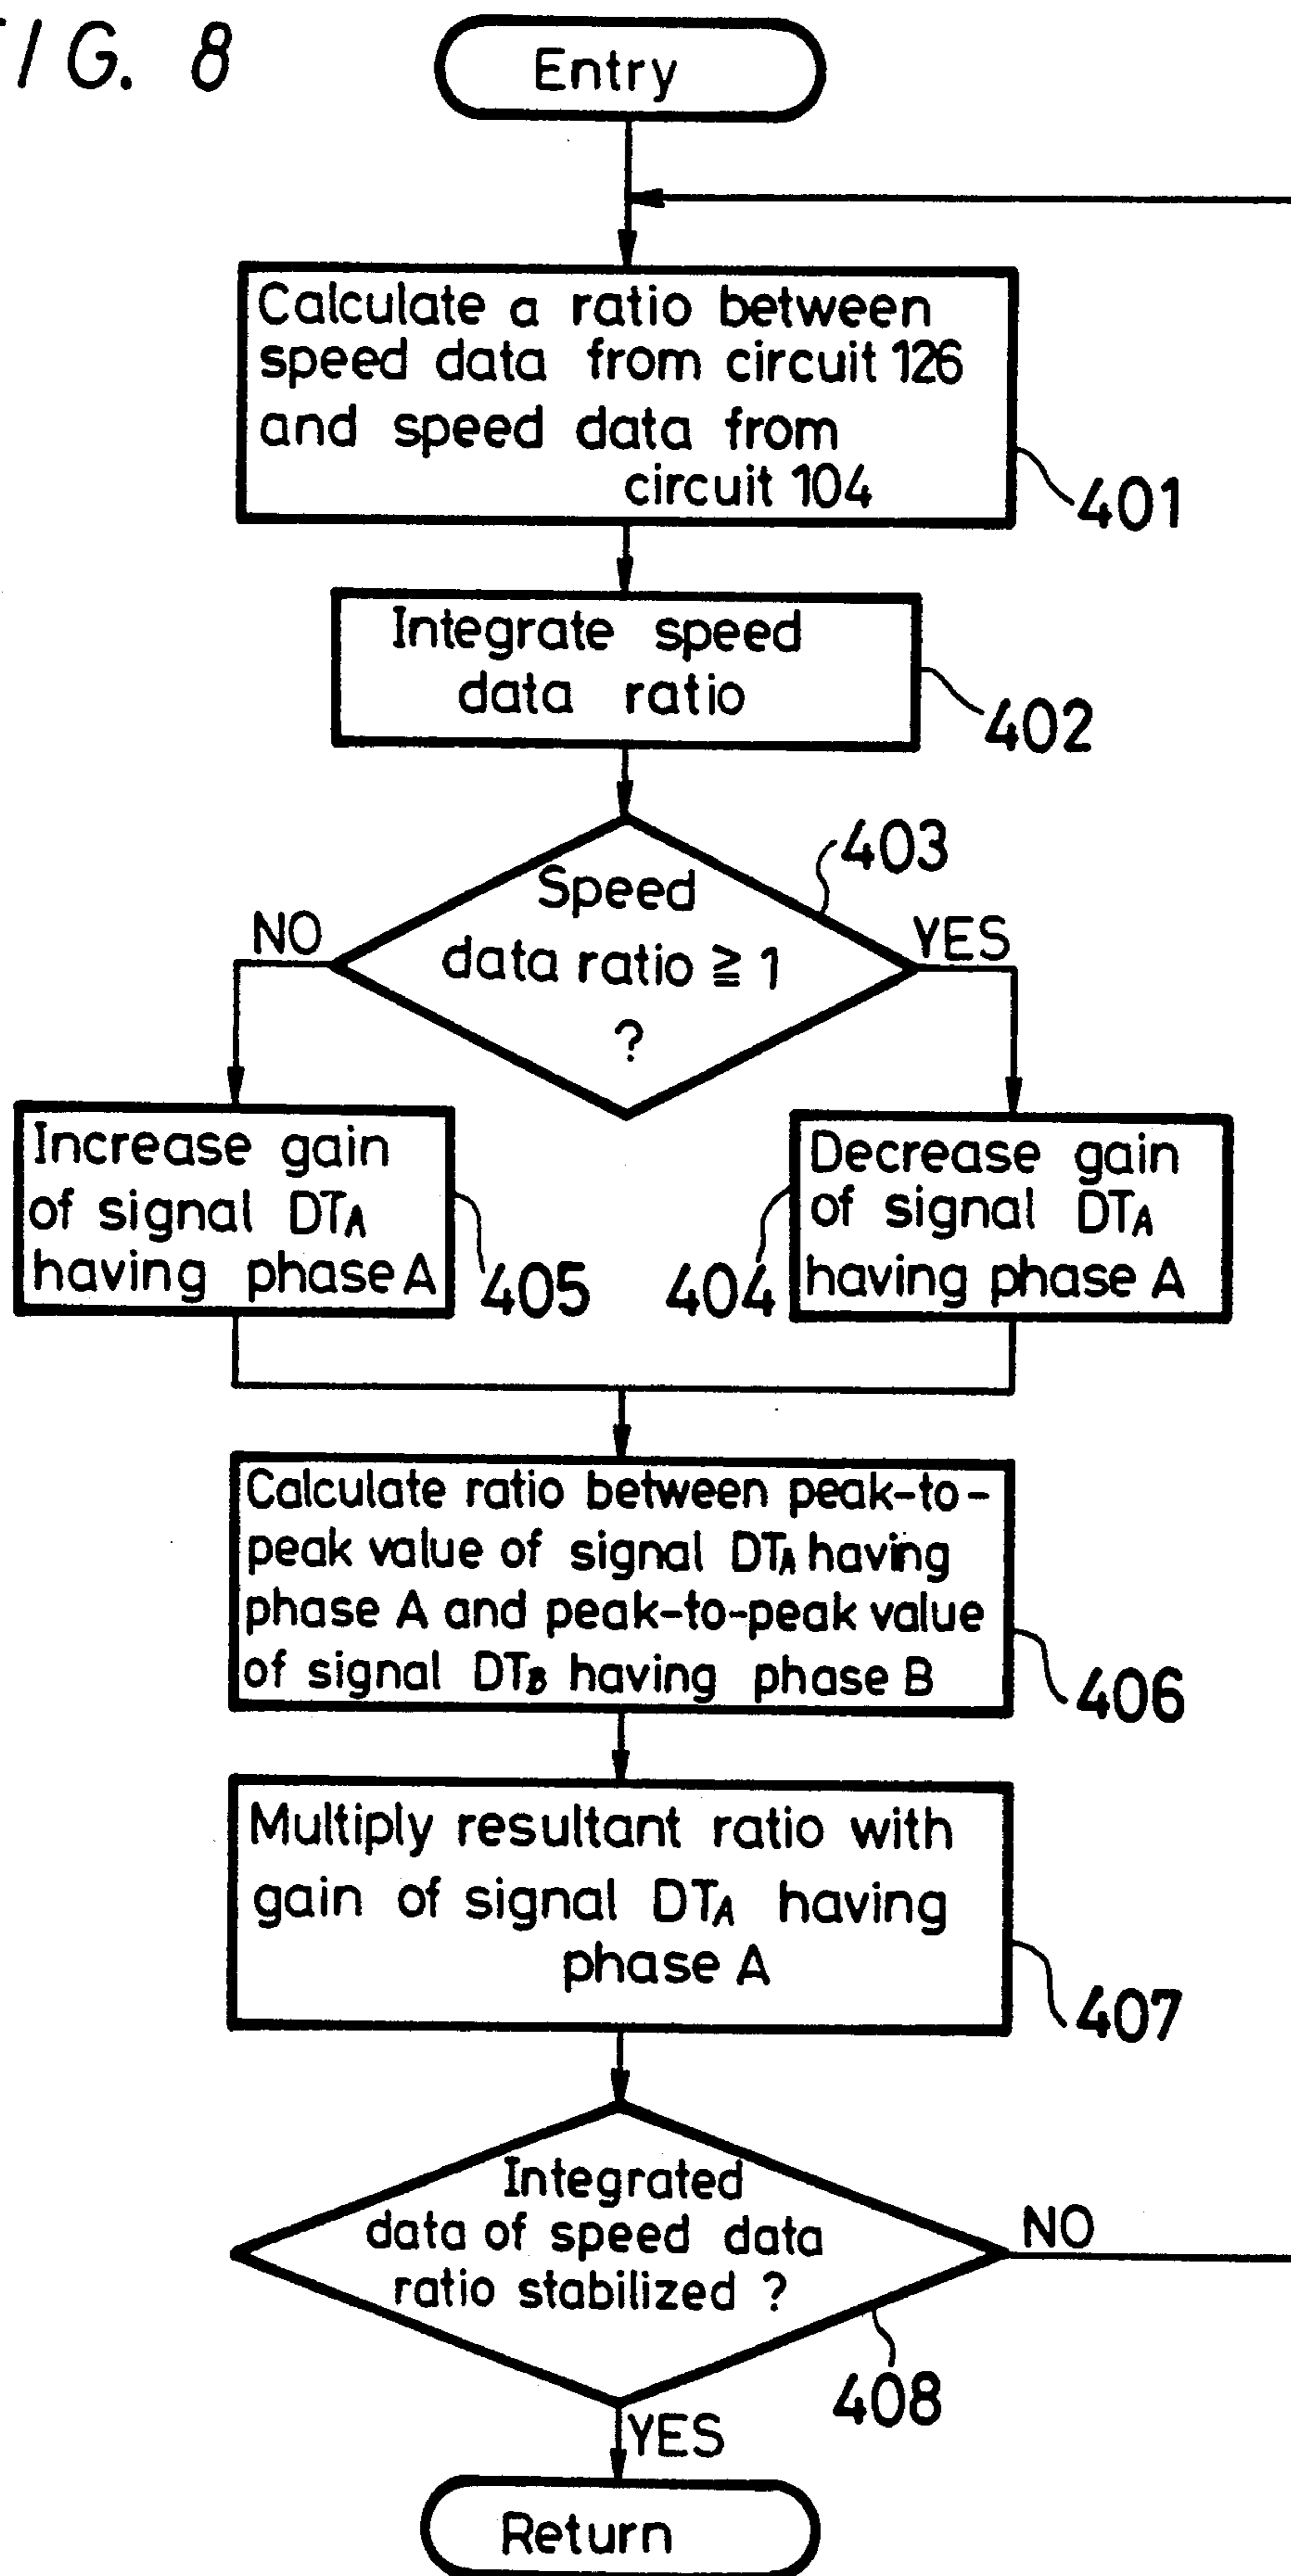 FIG. 8
Entry
Calculate a ratio between
speed data from circuit 126
and speed data from
circuit 104
401
Integrate speed
data ratio
402
403
Speed
data ratio ≧ 1
?
NO
YES
Increase gain
of signal DTA
having phase A
405
404
Decrease gain
of signal DTA
having phase A
Calculate ratio between peak-to-
peak value of signal DTA having
phase A and peak-to-peak value
of signal DTB having phase B
406
Multiply resultant ratio with
gain of signal DTA having
phase A
407
Integrated
data of speed data
ratio stabilized ?
NO
408
YES
Return